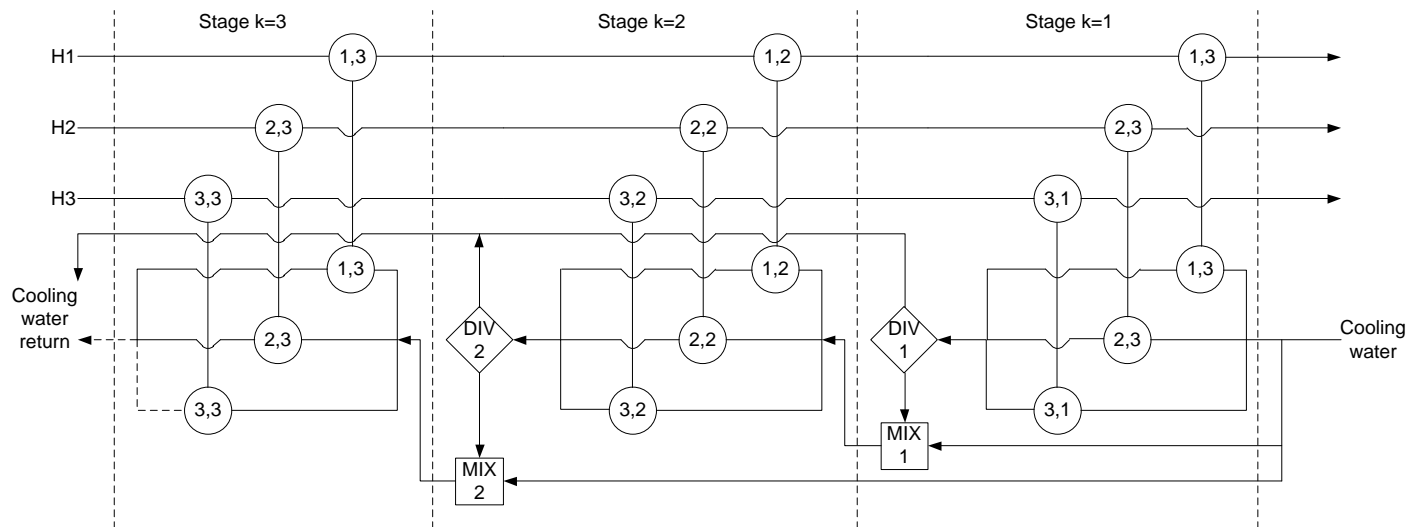 Stage k=3
Stage k=2
Stage k=1
H1
1,3
1,2
1,3
H2
2,3
2,2
2,3
H3
3,3
3,2
3,1
1,3
1,2
1,3
Cooling
water
return
2,3
DIV
2
2,2
DIV
1
2,3
Cooling
water
3,3
3,2
3,1
MIX
1
MIX
2